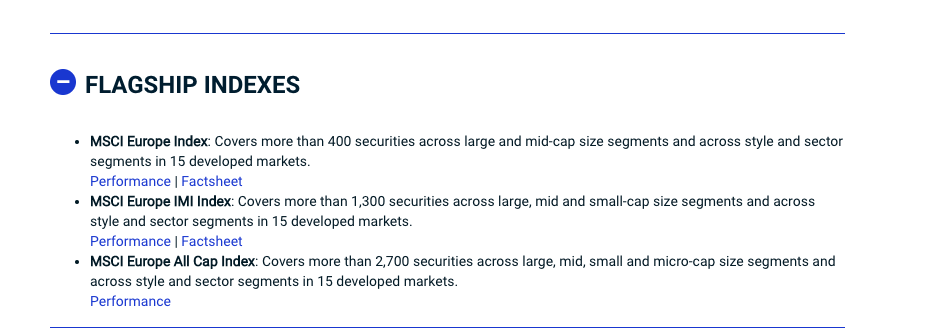 FLAGSHIP INDEXES
• MSCI Europe Index: Covers more than 400 securities across large and mid-cap size segments and across style and sector
segments in 15 developed markets.
Performance | Factsheet
• MSCI Europe IMI Index: Covers more than 1,300 securities across large, mid and small-cap size segments and across
style and sector segments in 15 developed markets.
Performance | Factsheet
• MSCI Europe All Cap Index: Covers more than 2,700 securities across large, mid, small and micro-cap size segments and
across style and sector segments in 15 developed markets.
Performance